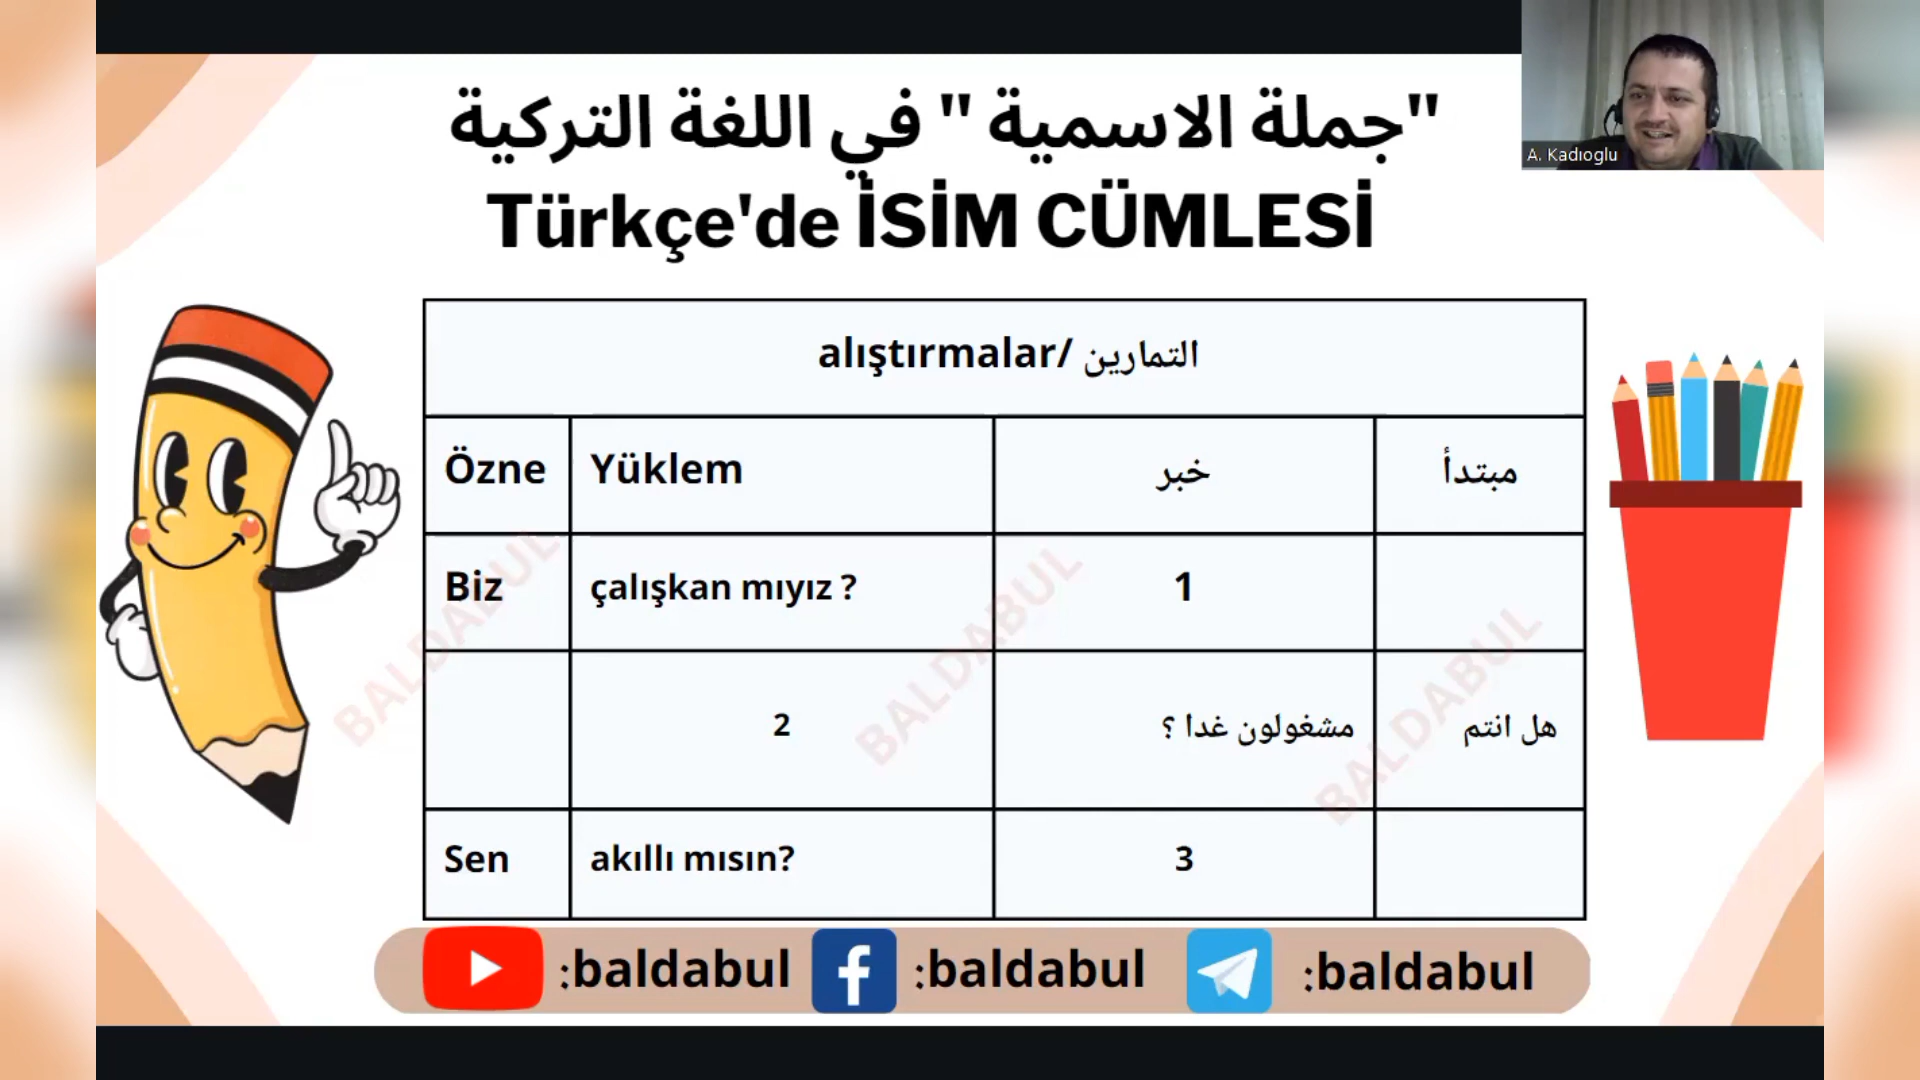 "جملة الاسمية " في اللغة التركية
A. Kadıoglu
Türkçe'de İSİM CÜMLESİ
alıştırmalar/ التمارين
Özne Yüklem خبر مبتدأ
Biz çalışkan mıyız ? 1
2 مشغولون غدا ؟ هل انتم
Sen akıllı mısın? 3
BALDABUL BALDABUL BALDABUL
:baldabul :baldabul :baldabul